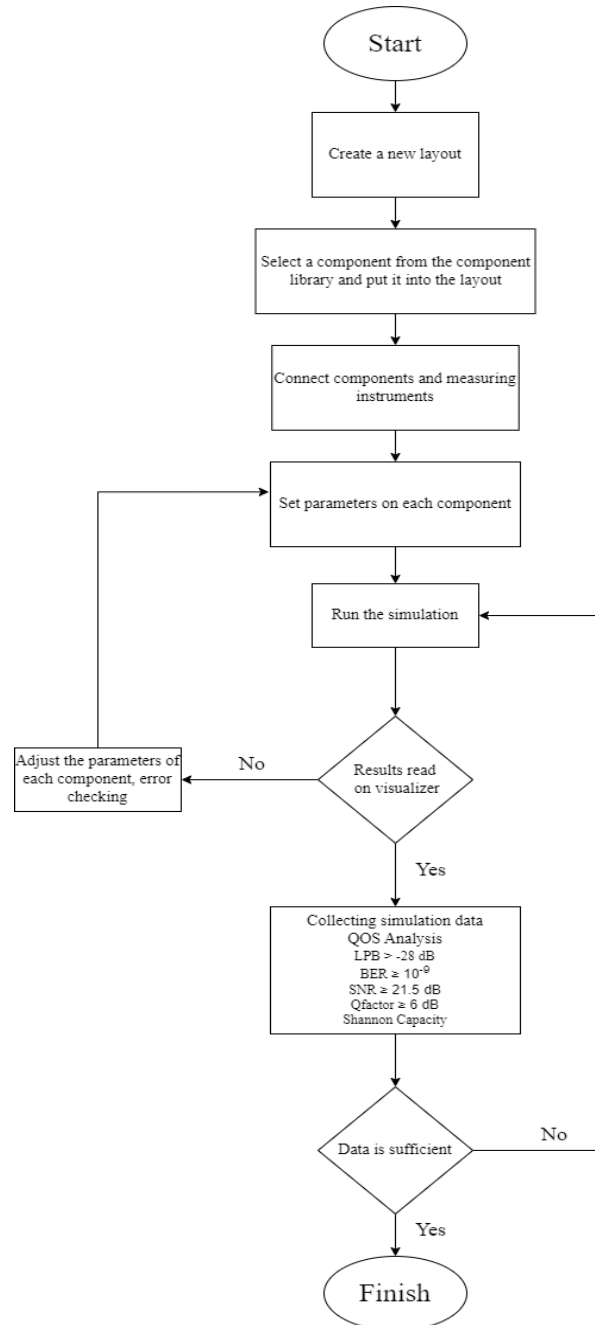 Start
Create a new layout
Select a component from the component
library and put it into the layout
Connect components and measuring
instruments
Set parameters on each component
Run the simulation
Results read
on visualizer
No
Adjust the parameters of
each component, error
checking
Yes
Collecting simulation data
QOS Analysis
LPB > -28 dB
BER ≥ 10⁻⁹
SNR ≥ 21.5 dB
Qfactor ≥ 6 dB
Shannon Capacity
Data is sufficient
No
Yes
Finish